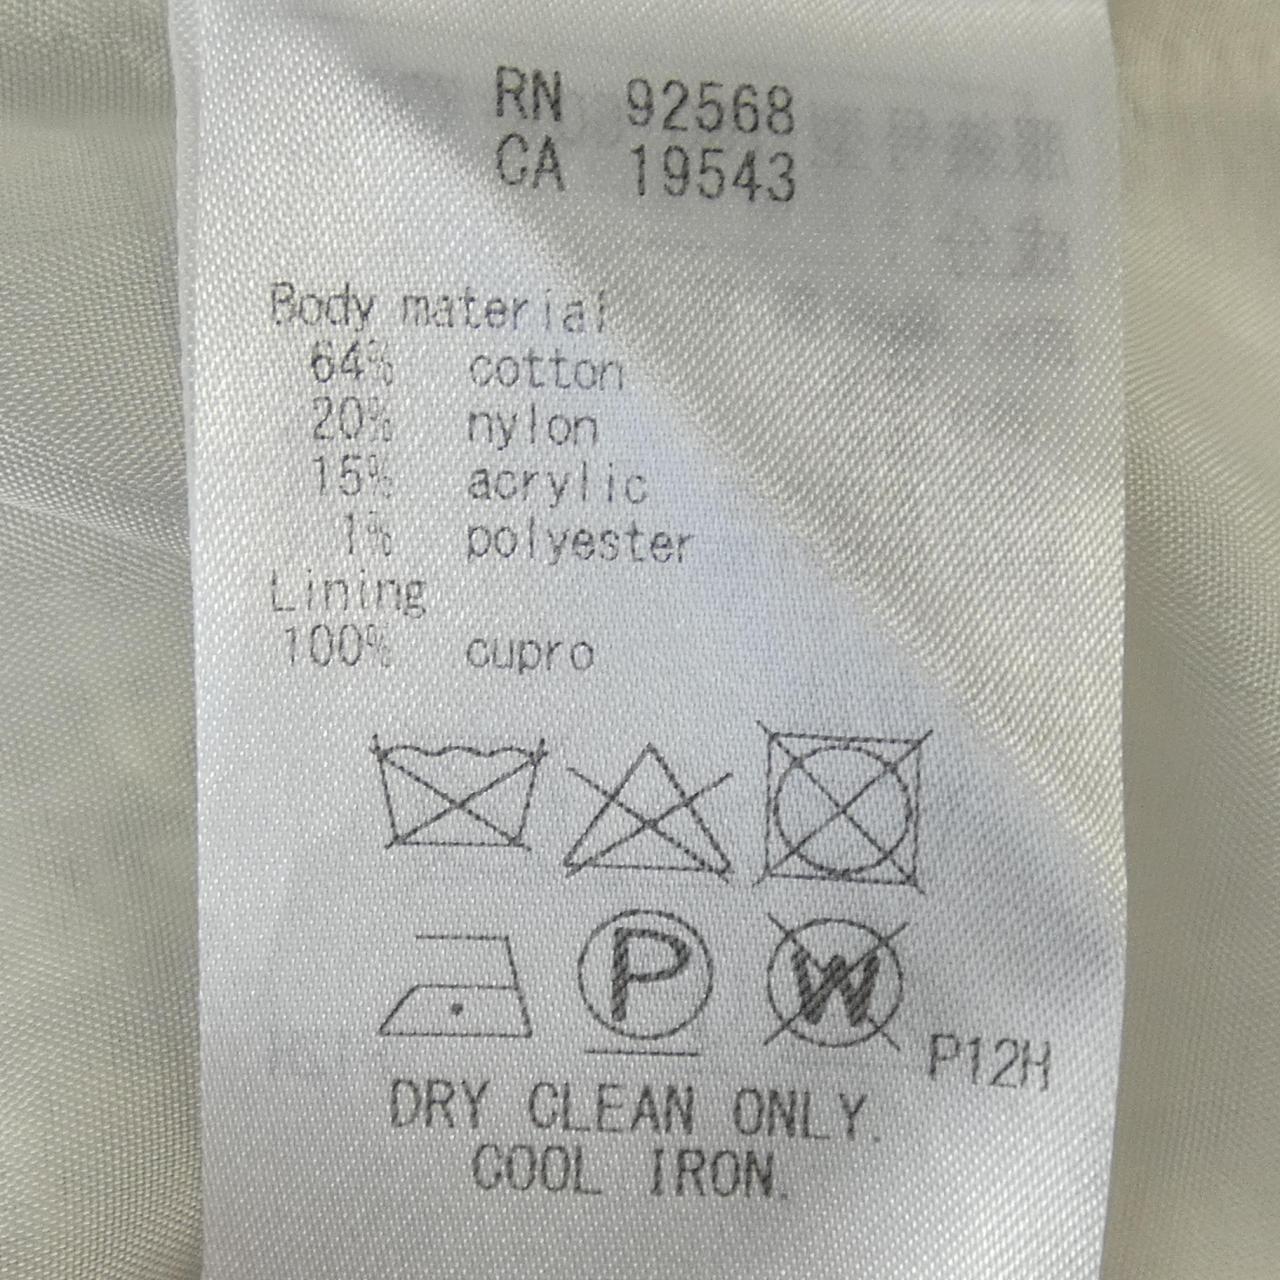 RN 92568
CA 19543
Body material
64% cotton
20% nylon
15% acrylic
1% polyester
Lining
100% cupro
P W
P12H
DRY CLEAN ONLY.
COOL IRON.